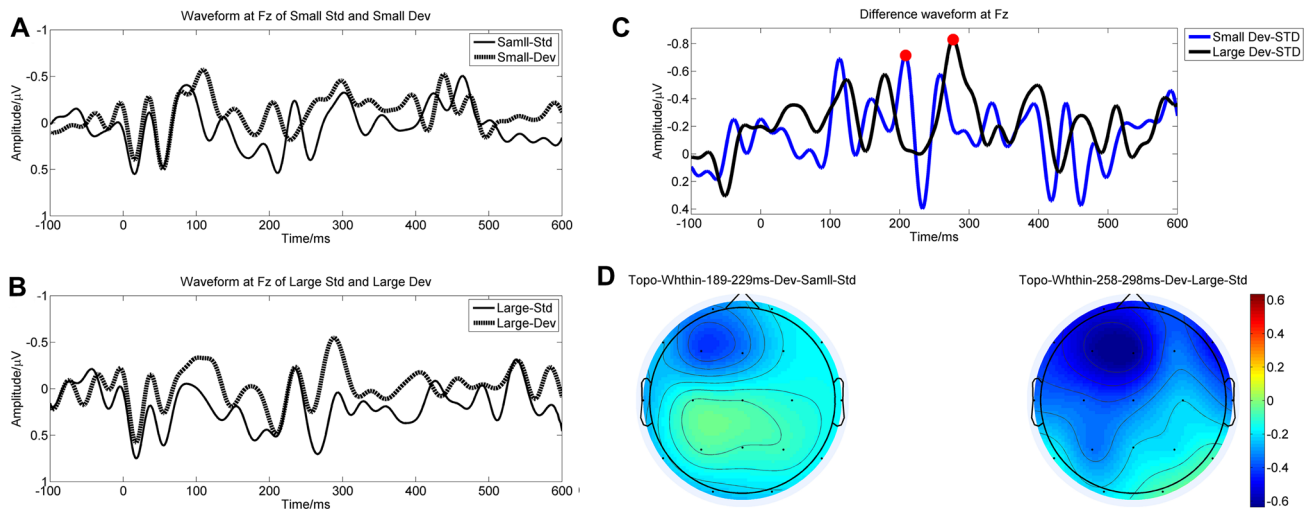 A
Waveform at Fz of Small Std and Small Dev
Samll-Std
Small-Dev
Amplitude/µV
-1
-0.5
0
0.5
1
-100 0 100 200 300 400 500 600
Time/ms
B
Waveform at Fz of Large Std and Large Dev
Large-Std
Large-Dev
Amplitude/µV
-1
-0.5
0
0.5
1
-100 0 100 200 300 400 500 600
Time/ms
C
Difference waveform at Fz
Small Dev-STD
Large Dev-STD
Amplitude/µV
-0.8
-0.6
-0.4
-0.2
0
0.2
0.4
-100 0 100 200 300 400 500 600
Time/ms
D
Topo-Whthin-189-229ms-Dev-Samll-Std
Topo-Whthin-258-298ms-Dev-Large-Std
0.6
0.4
0.2
0
-0.2
-0.4
-0.6